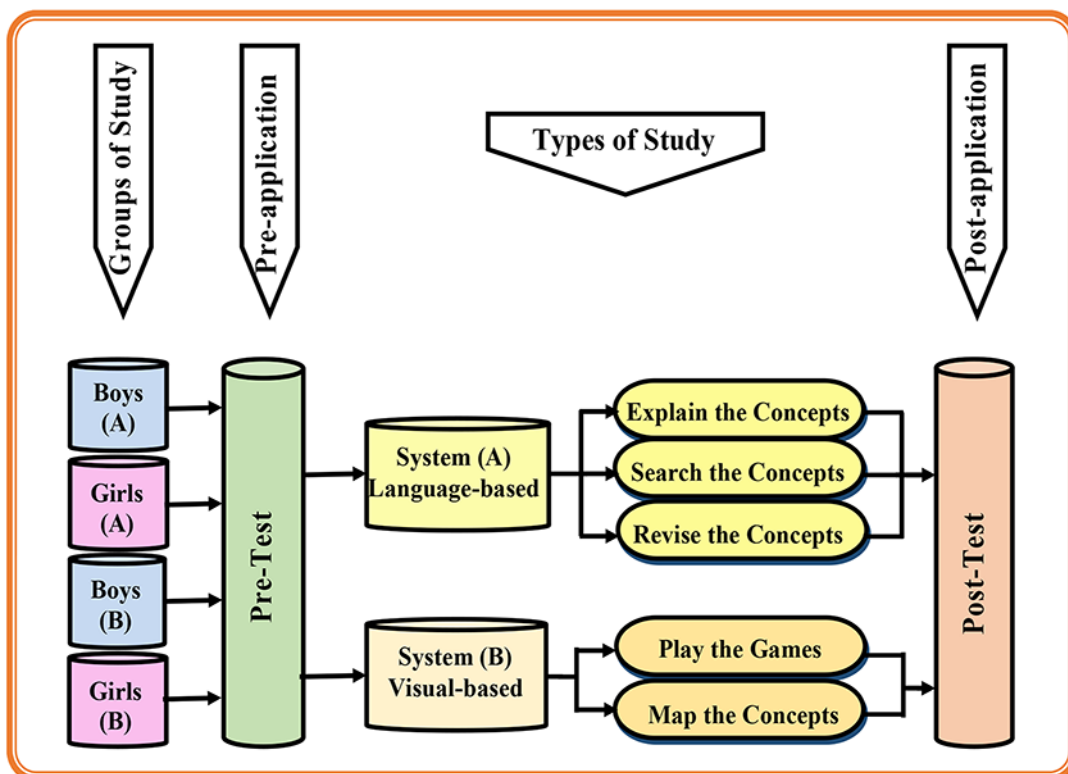 Groups of Study
Pre-application
Types of Study
Post-application
Boys
(A)
Girls
(A)
Boys
(B)
Girls
(B)
Pre-Test
System (A)
Language-based
System (B)
Visual-based
Explain the Concepts
Search the Concepts
Revise the Concepts
Play the Games
Map the Concepts
Post-Test